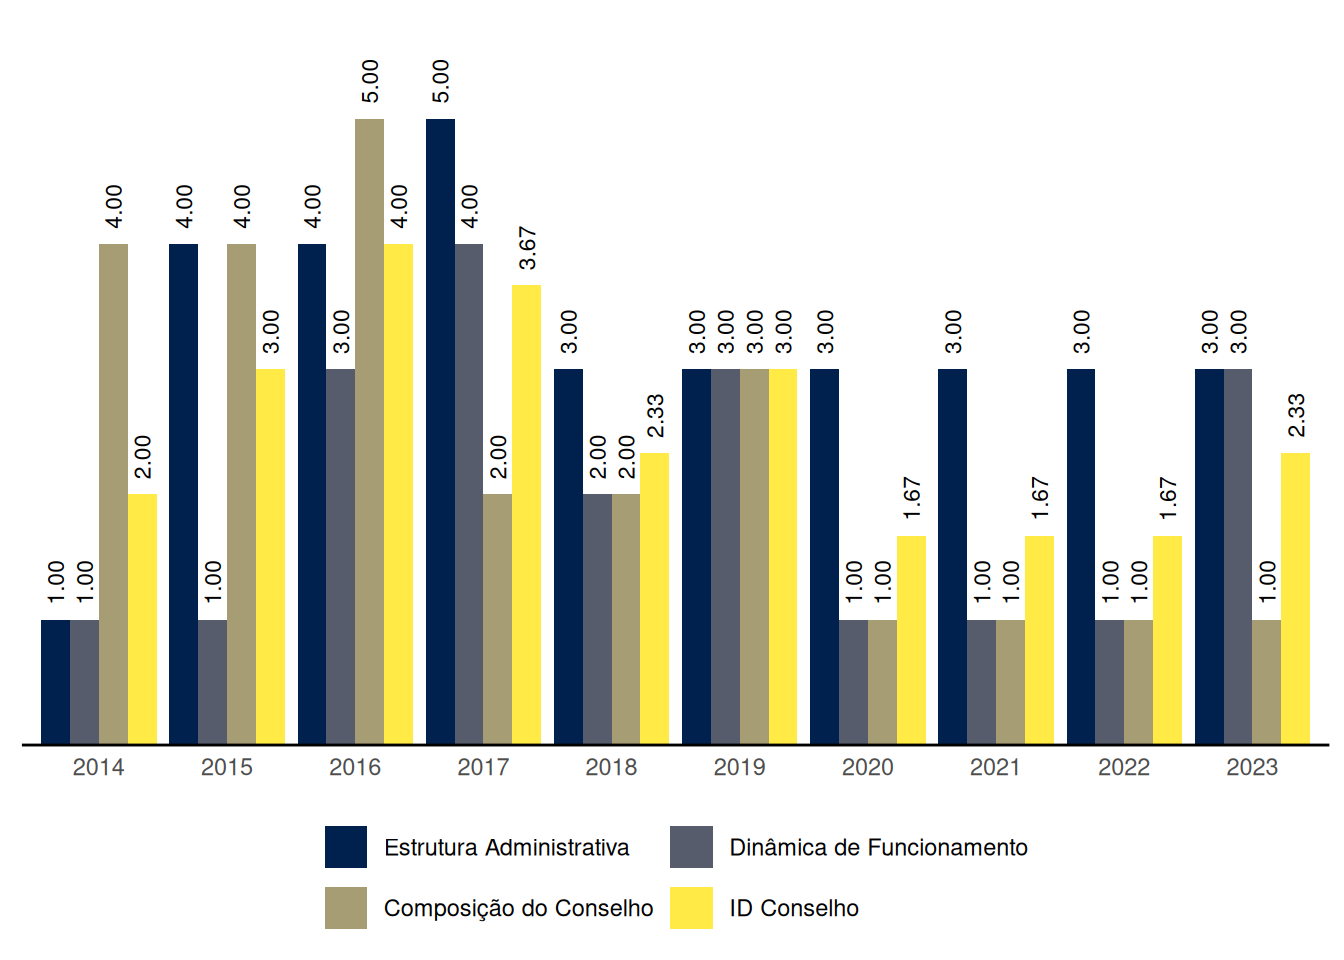 5.00 5.00
4.00 4.00 4.00 4.00 4.00 4.00
3.67
3.00 3.00 3.00 3.00 3.00 3.00 3.00 3.00 3.00 3.00 3.00 3.00
2.33 2.33
2.00 2.00 2.00 2.00
1.67 1.67 1.67
1.00 1.00 1.00 1.00 1.00 1.00 1.00 1.00 1.00 1.00
2014 2015 2016 2017 2018 2019 2020 2021 2022 2023
Estrutura Administrativa Dinâmica de Funcionamento
Composição do Conselho ID Conselho